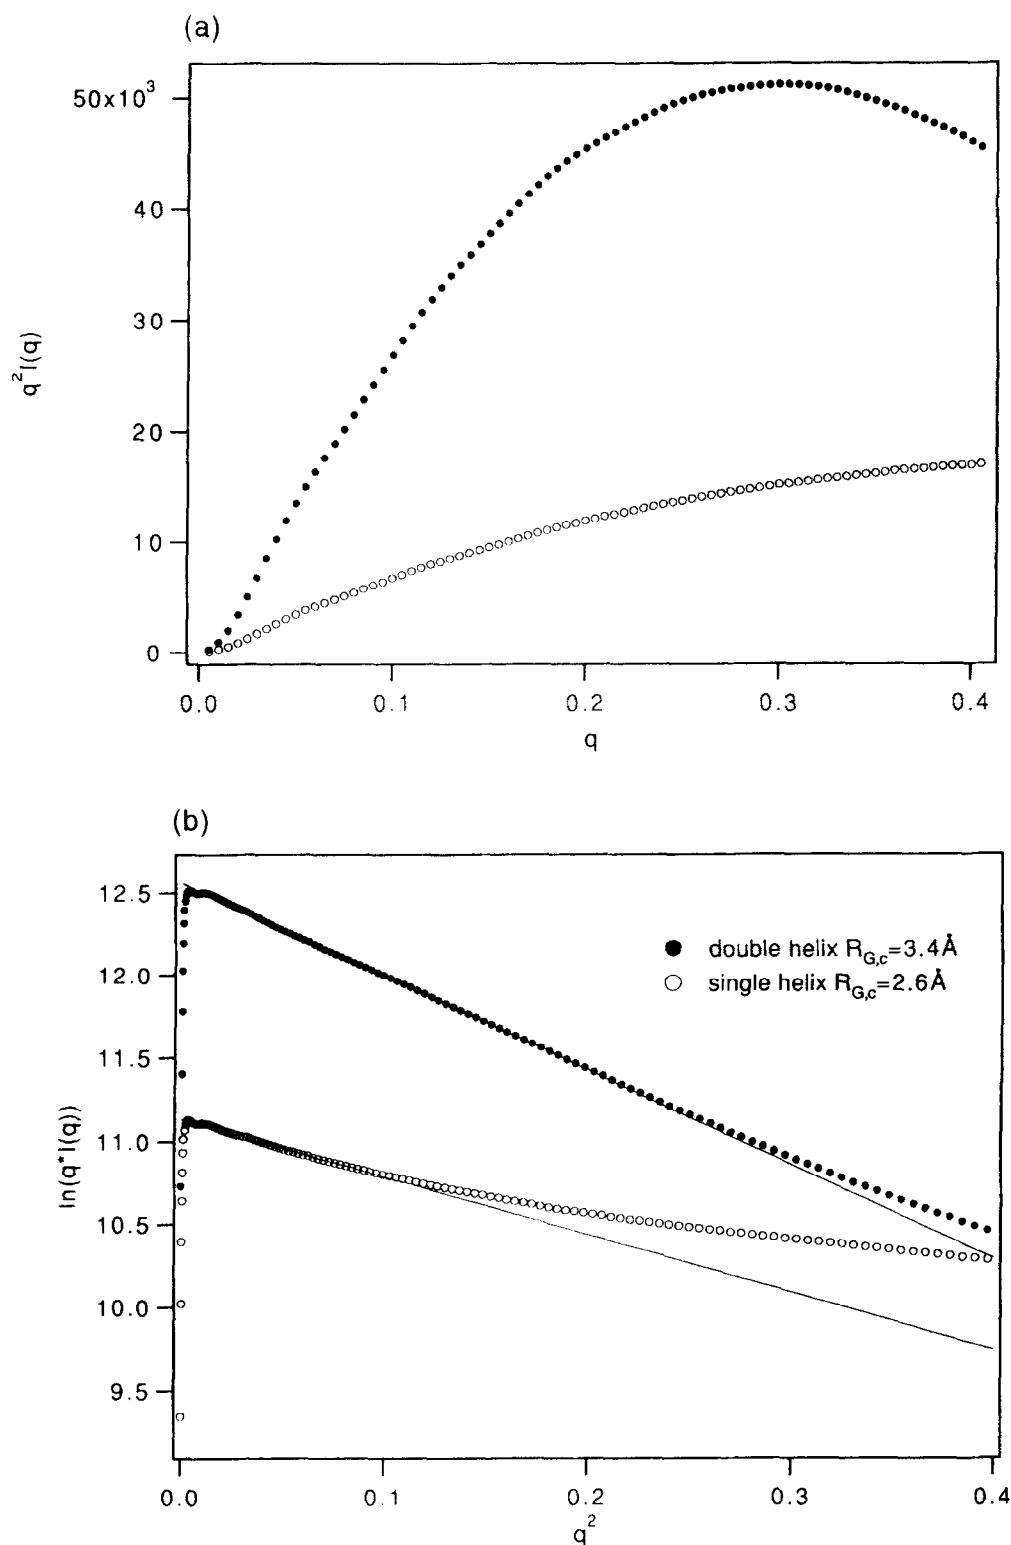 (a)
50x10³
40
30
20
10
0
q²I(q)
0.0 0.1 0.2 0.3 0.4
q
(b)
12.5
12.0
11.5
11.0
10.5
10.0
9.5
ln(q*I(q))
double helix R_G,c=3.4Å
single helix R_G,c=2.6Å
0.0 0.1 0.2 0.3 0.4
q²